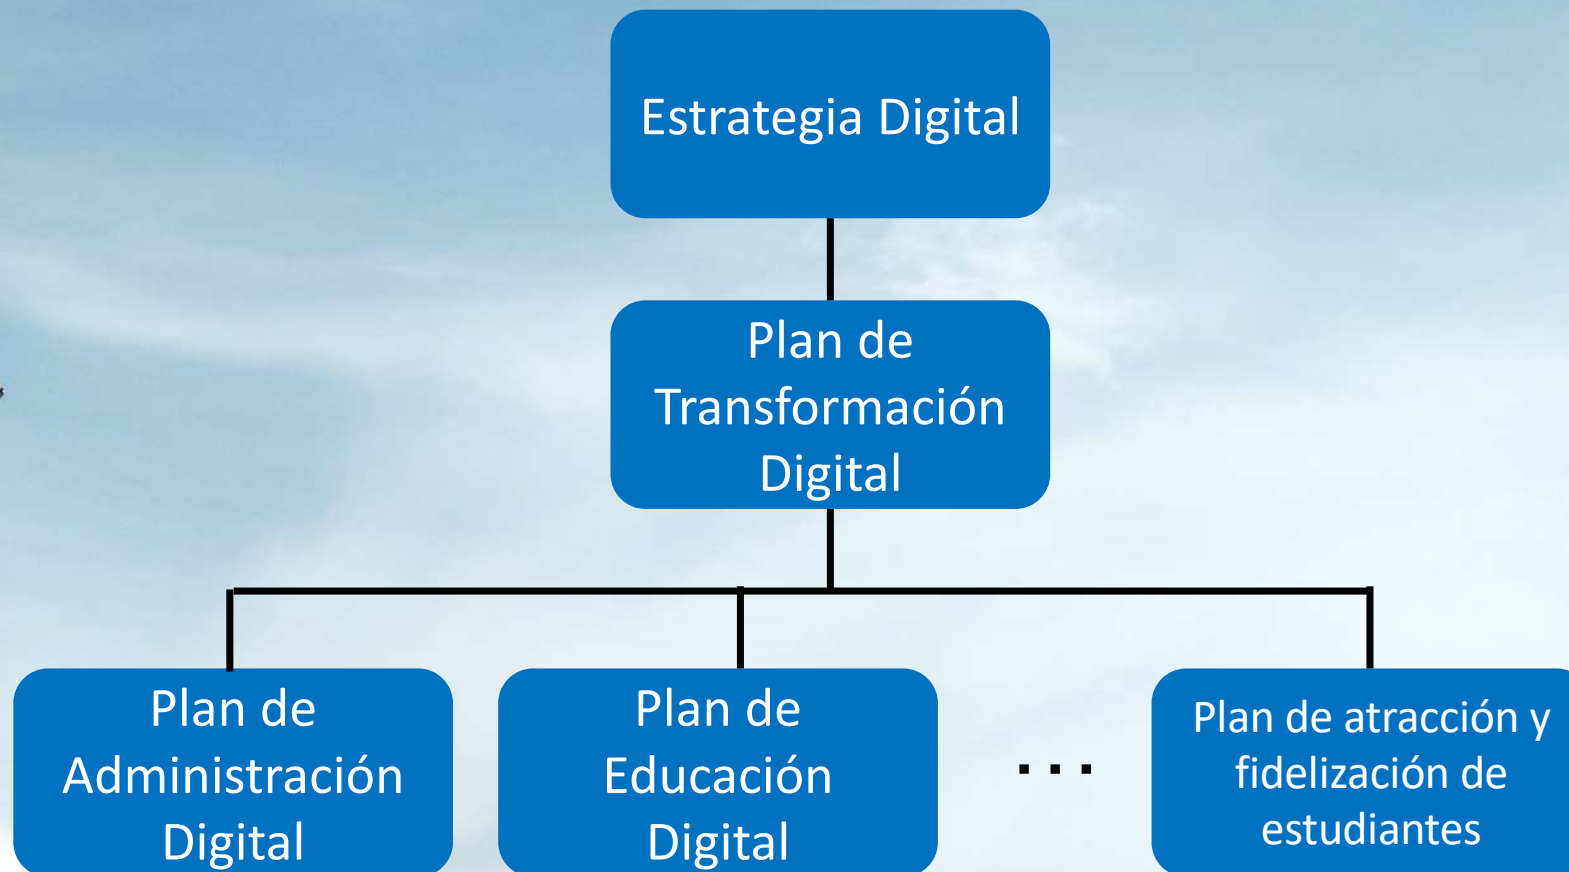 Estrategia Digital
Plan de
Transformación
Digital
Plan de
Administración
Digital
Plan de
Educación
Digital
...
Plan de atracción y
fidelización de
estudiantes